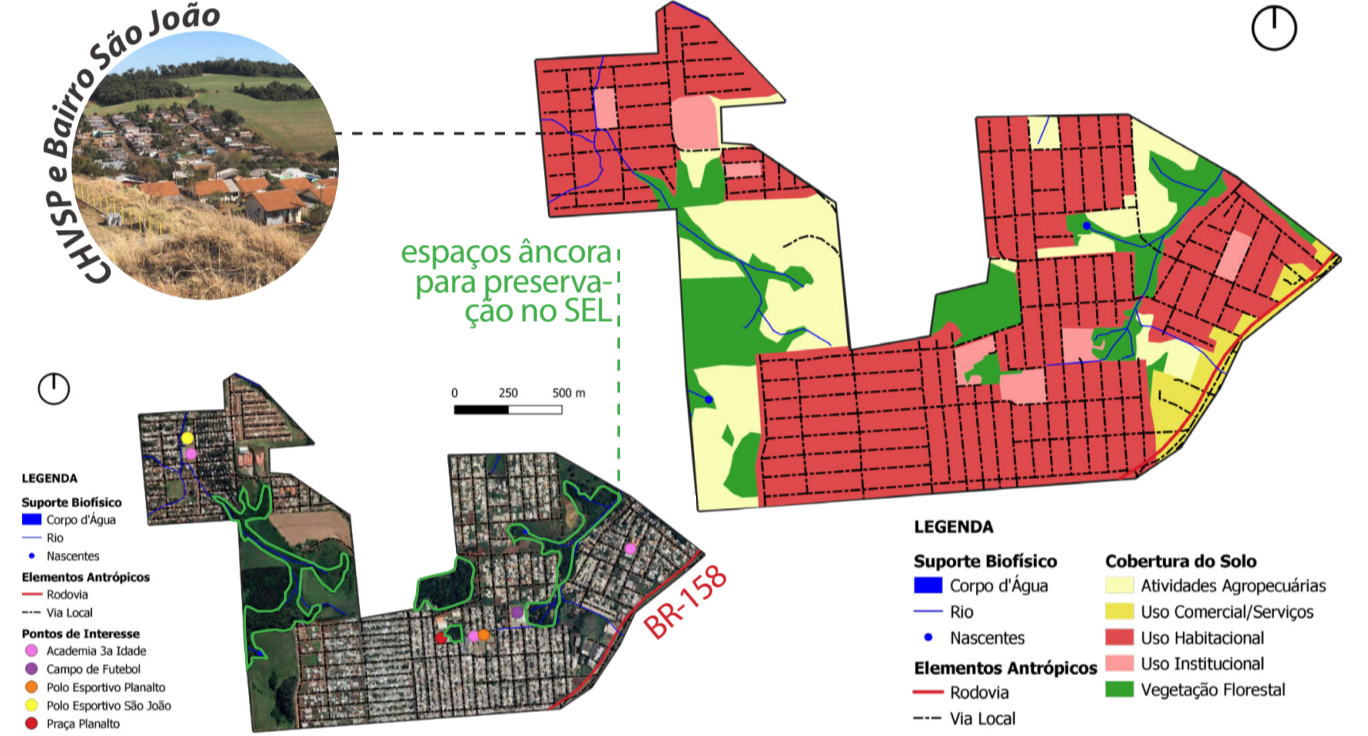 CHVSP e Bairro São João
espaços âncora
para preserva-
ção no SEL
0 250 500 m
LEGENDA
Suporte Biofísico
Corpo d'Água
Rio
Nascentes
Elementos Antrópicos
Rodovia
Via Local
Pontos de Interesse
Academia 3a Idade
Campo de Futebol
Polo Esportivo Planalto
Polo Esportivo São João
Praça Planalto
BR-158
LEGENDA
Suporte Biofísico
Corpo d'Água
Rio
Nascentes
Elementos Antrópicos
Rodovia
Via Local
Cobertura do Solo
Atividades Agropecuárias
Uso Comercial/Serviços
Uso Habitacional
Uso Institucional
Vegetação Florestal